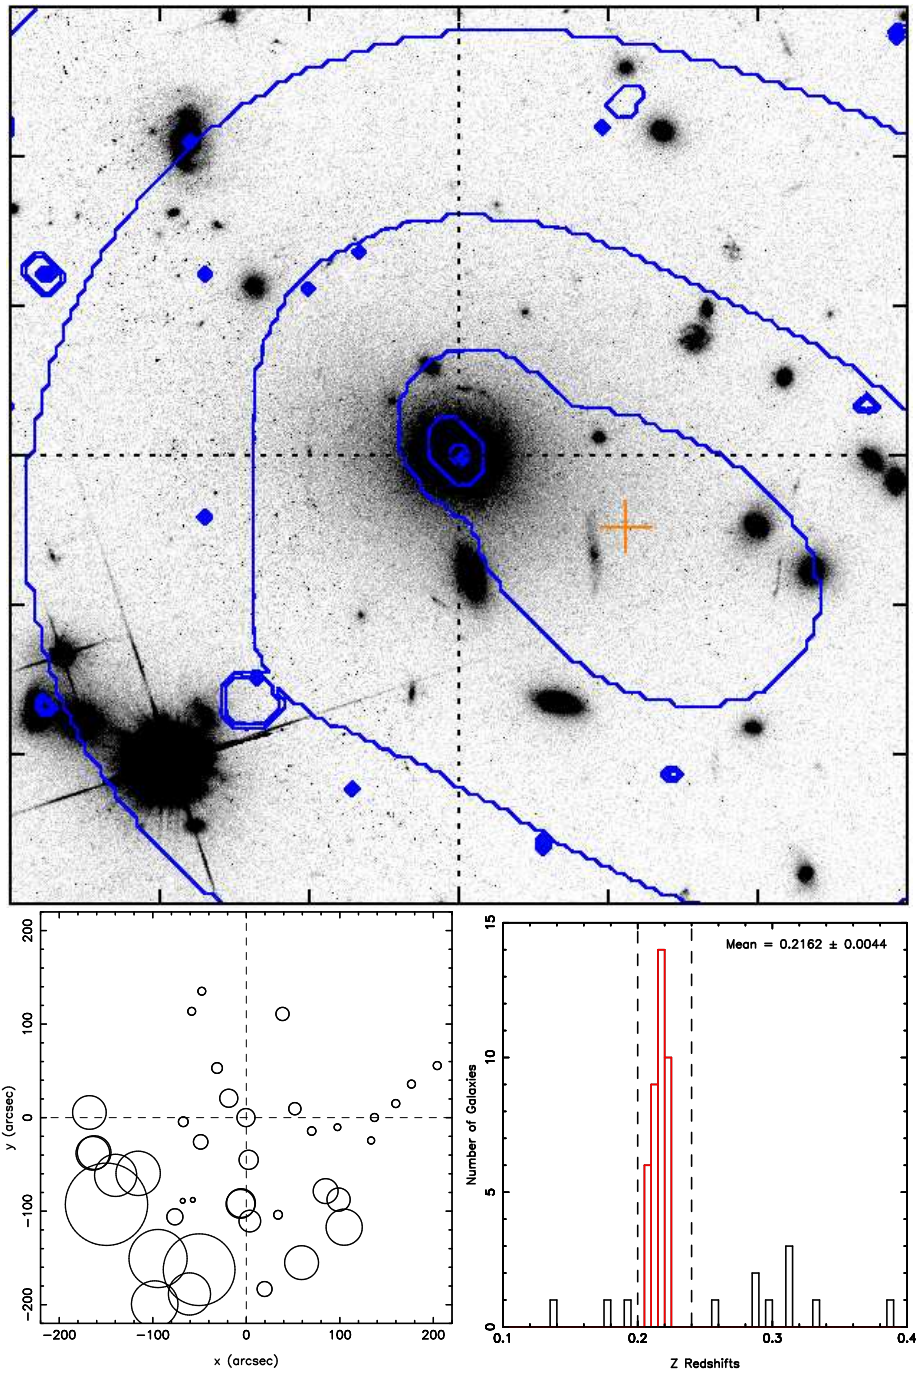 200
100
0
-100
-200
y (arcsec)
-200 -100 0 100 200
x (arcsec)
Mean = 0.2162 ± 0.0044
15
10
5
0
Number of Galaxies
0.1 0.2 0.3 0.4
Z Redshifts